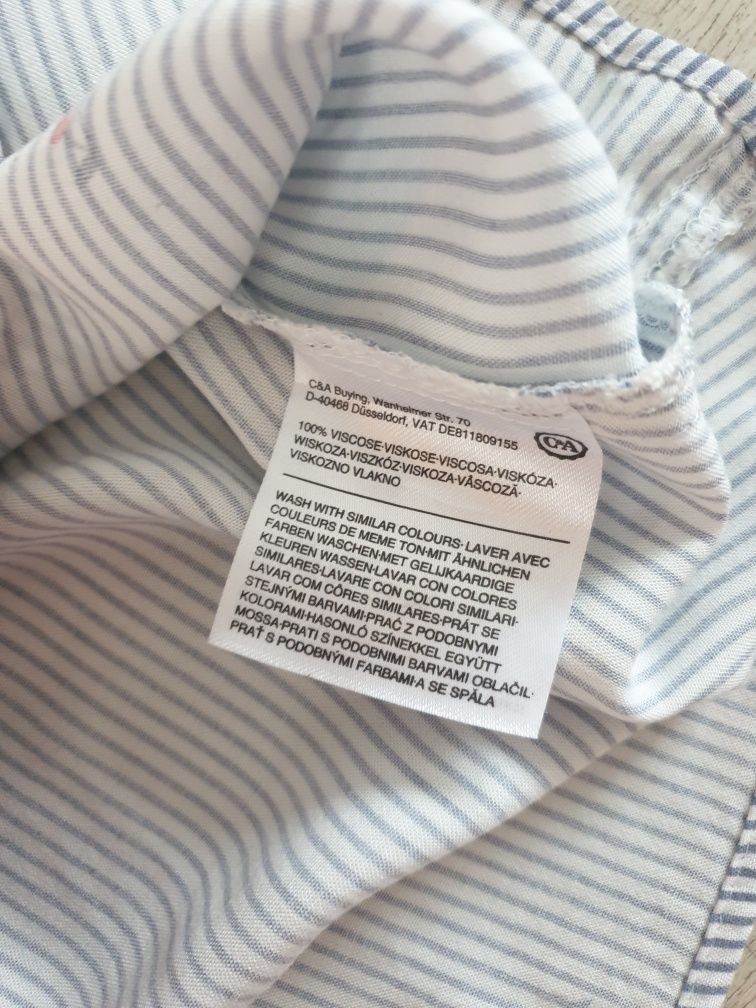 C&A Buying, Wanheimer Str. 70
D-40468 Düsseldorf, VAT DE811809155
C&A
100% VISCOSE·VISKOSE·VISCOSA·VISKÓZA·
WISKOZA·VISZKÓZ·VISKOZA·VÂSCOZĂ·
VISKOZNO VLAKNO
WASH WITH SIMILAR COLOURS· LAVER AVEC
COULEURS DE MEME TON·MIT ÄHNLICHEN
FARBEN WASCHEN·MET GELIJKAARDIGE
KLEUREN WASSEN·LAVAR CON COLORES
SIMILARES·LAVARE CON COLORI SIMILARI·
LAVAR COM CÔRES SIMILARES·PRÁT SE
STEJNÝMI BARVAMI·PRAĆ Z PODOBNYMI
KOLORAMI·HASONLÓ SZÍNEKKEL EGYÜTT
MOSSA·PRATI S PODOBNIMI BARVAMI OBLAČIL·
PRAŤ S PODOBNÝMI FARBAMI·A SE SPĂLA